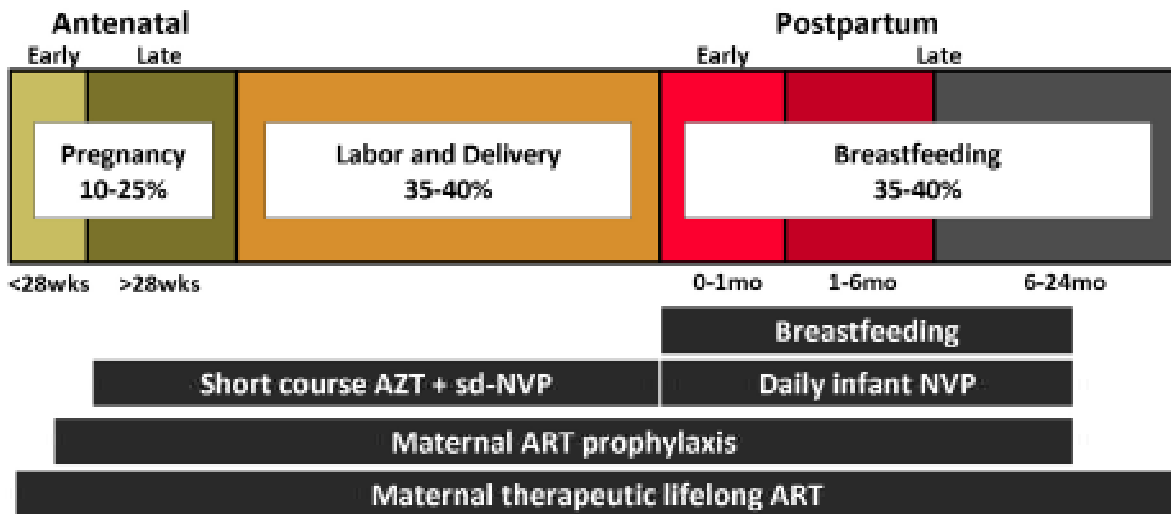 Antenatal
Postpartum
Early
Late
Early
Late
Pregnancy
10-25%
Labor and Delivery
35-40%
Breastfeeding
35-40%
<28wks
>28wks
0-1mo
1-6mo
6-24mo
Breastfeeding
Short course AZT + sd-NVP
Daily infant NVP
Maternal ART prophylaxis
Maternal therapeutic lifelong ART